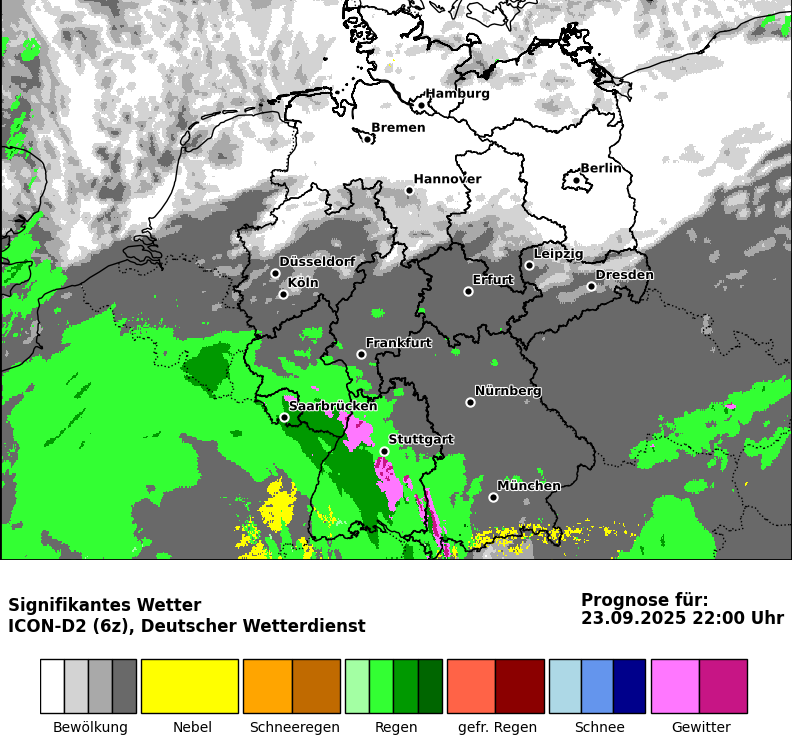 Hamburg
Bremen
Berlin
Hannover
Leipzig
Düsseldorf
Dresden
Köln
Erfurt
Frankfurt
Nürnberg
Saarbrücken
Stuttgart
München
Signifikantes Wetter
ICON-D2 (6z), Deutscher Wetterdienst
Prognose für:
23.09.2025 22:00 Uhr
Bewölkung
Nebel
Schneeregen
Regen
gefr. Regen
Schnee
Gewitter